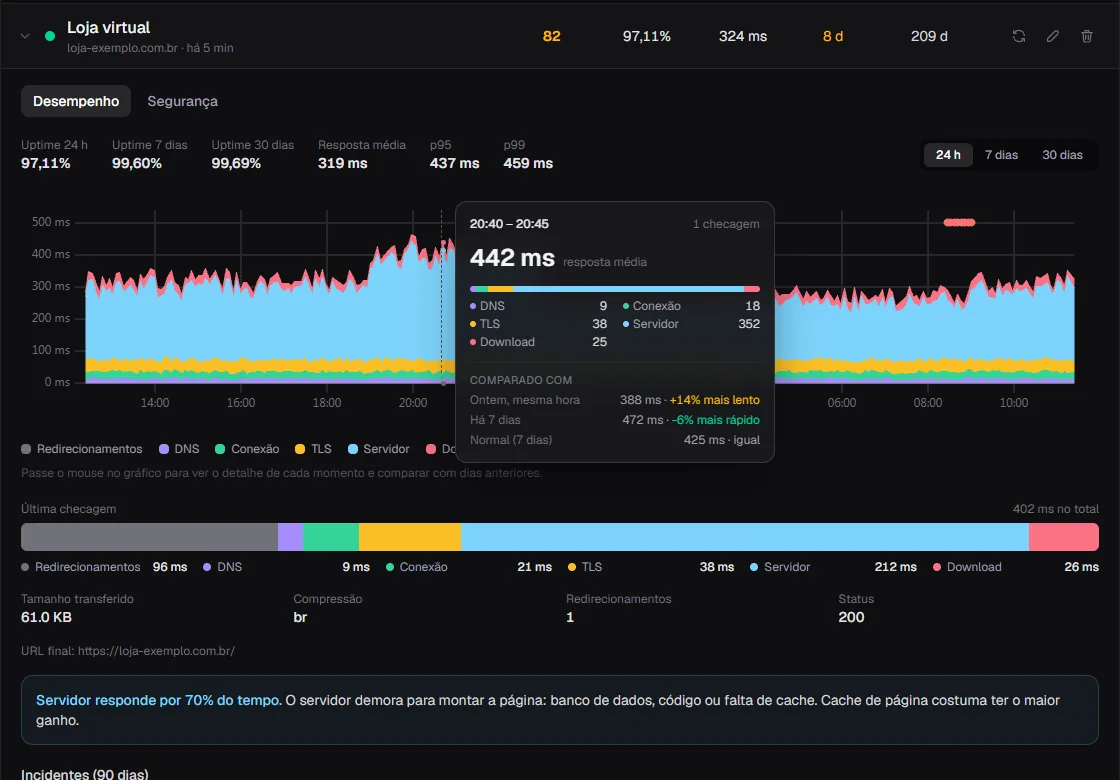 Loja virtual
loja-exemplo.com.br · há 5 min
82 97,11% 324 ms 8 d 209 d
Desempenho Segurança
Uptime 24 h Uptime 7 dias Uptime 30 dias Resposta média p95 p99
97,11% 99,60% 99,69% 319 ms 437 ms 459 ms
24 h 7 dias 30 dias
500 ms
400 ms
300 ms
200 ms
100 ms
0 ms
14:00 16:00 18:00 20:00 06:00 08:00 10:00
20:40 – 20:45 1 checagem
442 ms resposta média
DNS 9 Conexão 18
TLS 38 Servidor 352
Download 25
COMPARADO COM
Ontem, mesma hora 388 ms · +14% mais lento
Há 7 dias 472 ms · -6% mais rápido
Normal (7 dias) 425 ms · igual
Redirecionamentos DNS Conexão TLS Servidor Do
Passe o mouse no gráfico para ver o detalhe de cada momento e comparar com dias anteriores.
Última checagem 402 ms no total
Redirecionamentos 96 ms DNS 9 ms Conexão 21 ms TLS 38 ms Servidor 212 ms Download 26 ms
Tamanho transferido Compressão Redirecionamentos Status
61.0 KB br 1 200
URL final: https://loja-exemplo.com.br/
Servidor responde por 70% do tempo. O servidor demora para montar a página: banco de dados, código ou falta de cache. Cache de página costuma ter o maior
ganho.
Incidentes (90 dias)